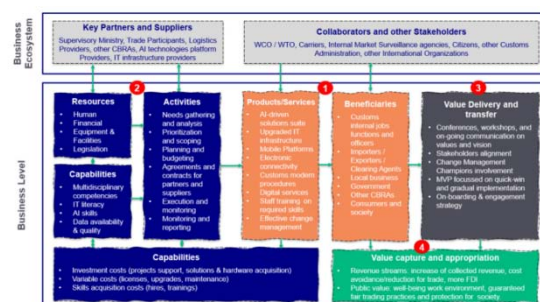 Business
Ecosystem
Key Partners and Suppliers
Supervisory Ministry, Trade Participants, Logistics
Providers, other CBRAs, AI technologies platform
Providers, IT infrastructure providers
Collaborators and other Stakeholders
WCO / WTO, Carriers, Internal Market Surveillance agencies, Citizens, other Customs
Administration, other International Organizations
Business Level
2
1
3
Resources
• Human
• Financial
• Equipment &
Facilities
• Legislation
Capabilities
• Multidisciplinary
competencies
• IT literacy
• AI skills
• Data availability
& quality
Activities
• Needs gathering
and analysis
• Prioritization
and scoping
• Planning and
budgeting
• Agreements and
contracts for
partners and
suppliers
• Execution and
monitoring
• Monitoring and
reporting
Products/Services
• AI-driven
solutions suite
• Upgraded IT
infrastructure
• Mobile Platforms
• Electronic
connectivity
• Customs modern
procedures
• Digital services
• Staff training on
required skills
• Effective change
management
Beneficiaries
• Customs
internal jobs
functions and
officers
• Importers /
Exporters /
Clearing Agents
• Local business
• Government
• Other CBRAs
• Consumers and
society
Value Delivery and
transfer
• Conferences, workshops, and
on-going communication on
values and vision
• Stakeholders alignment
• Change Management
• Champions involvement
• MVP focussed on quick win
and gradual implementation
• On-boarding & engagement
strategy
4
Capabilities
• Investment costs (projects support, solutions & hardware acquisition)
• Variable costs (licenses, upgrades, maintenance)
• Skills acquisition costs (hires, trainings)
Value capture and appropriation
• Revenue streams: increase of collected revenue, cost
avoidance/reduction for trade, more FDI
• Public value: well-being work environment, guaranteed
fair trading practices and protection for society